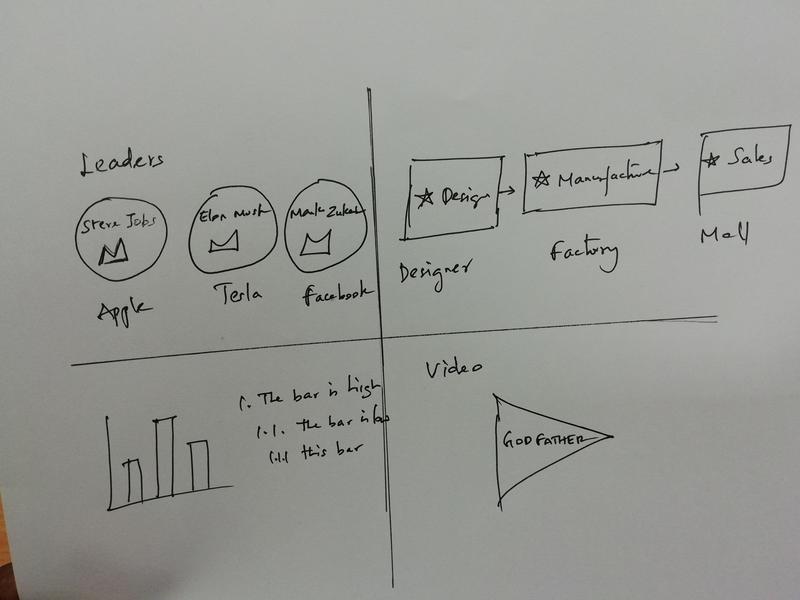 Leaders
Steve Jobs
Elon Musk
Mark Zuker
Apple
Tesla
Facebook
Design
Manufacture
Sales
Designer
Factory
Mall
1. The bar is high
1.1. the bar is low
1.1.1 this bar
Video
GODFATHER